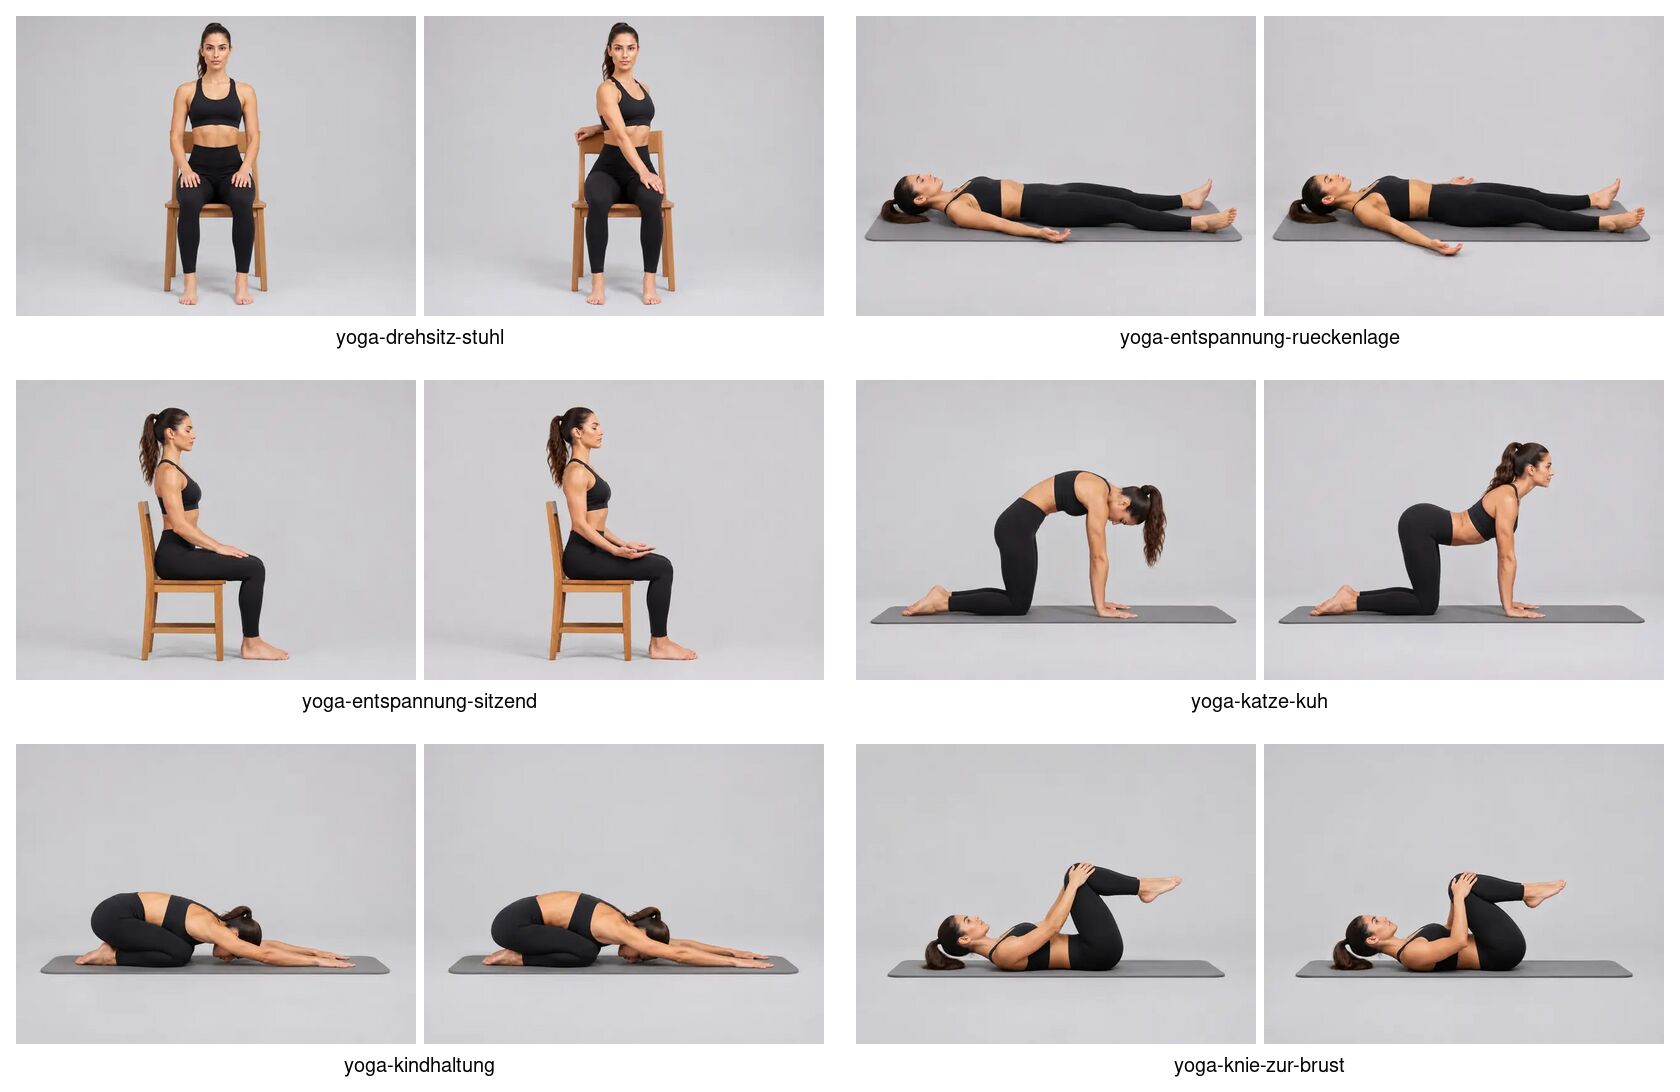 yoga-drehsitz-stuhl
yoga-entspannung-rueckenlage
yoga-entspannung-sitzend
yoga-katze-kuh
yoga-kindhaltung
yoga-knie-zur-brust